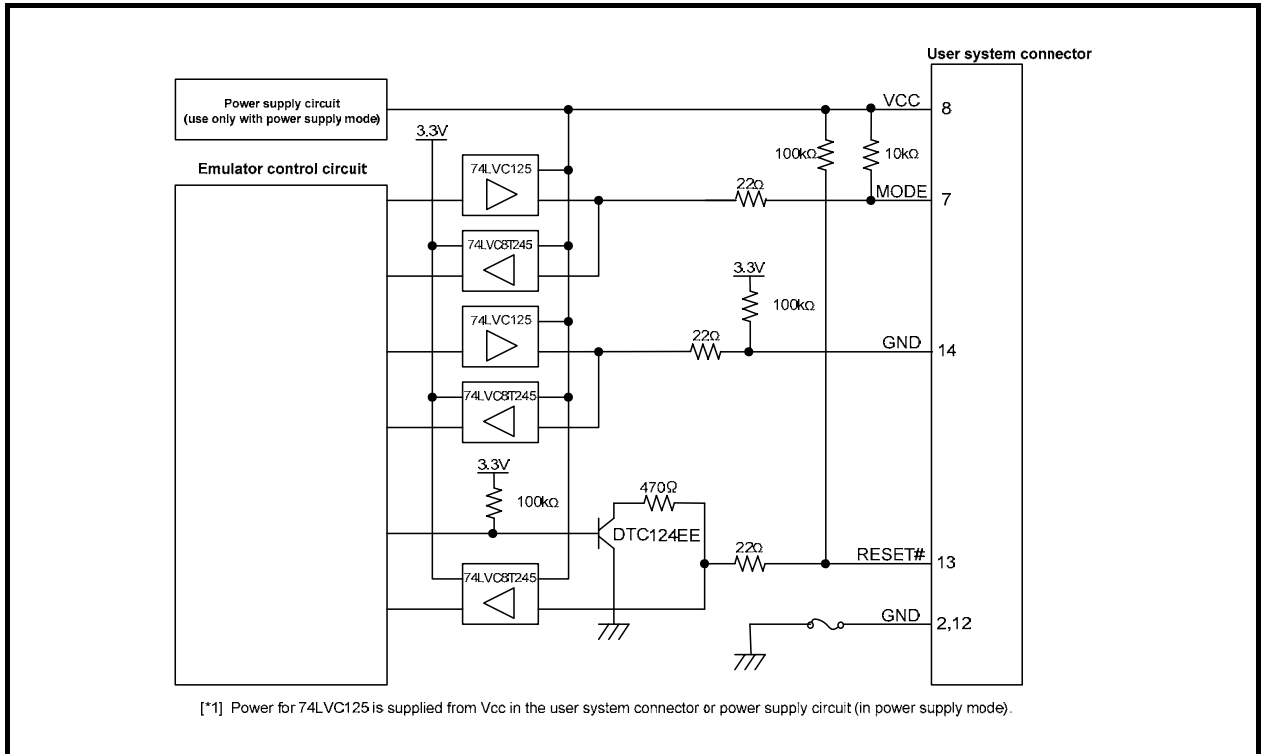 User system connector
Power supply circuit
(use only with power supply mode)
VCC
8
3.3V
100kΩ
10kΩ
Emulator control circuit
74LVC125
22Ω
MODE
7
74LVC8T245
3.3V
100kΩ
74LVC125
22Ω
GND
14
74LVC8T245
3.3V
100kΩ
470Ω
DTC124EE
22Ω
RESET#
13
74LVC8T245
GND
2,12
[*1] Power for 74LVC125 is supplied from Vcc in the user system connector or power supply circuit (in power supply mode).